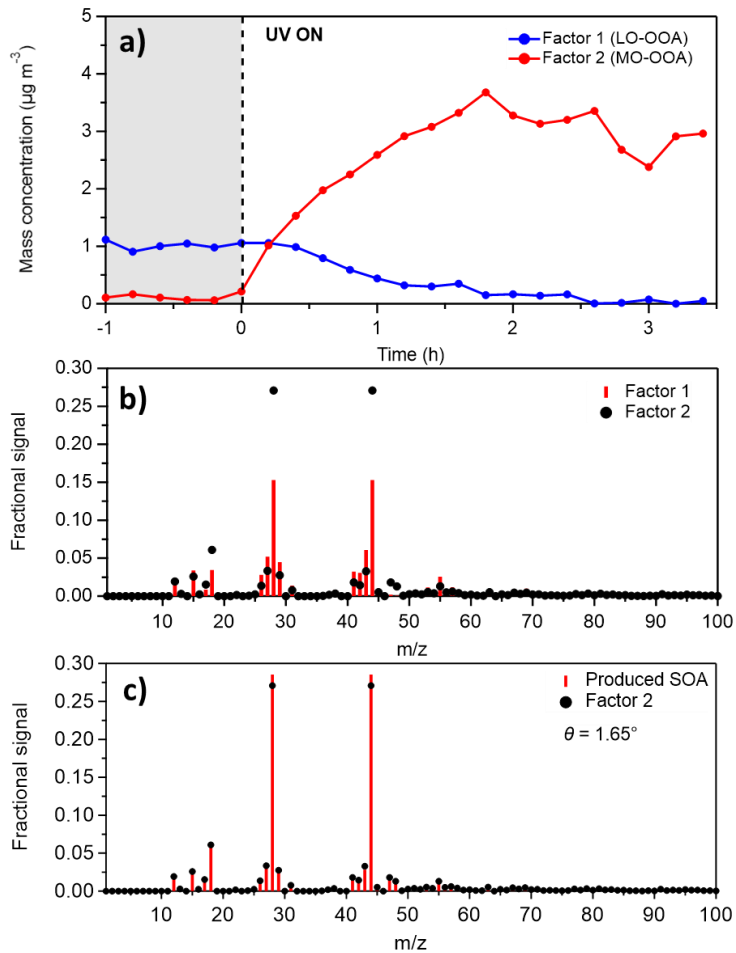 a)
UV ON
Factor 1 (LO-OOA)
Factor 2 (MO-OOA)
Mass concentration (µg m⁻³)
5
4
3
2
1
0
-1 0 1 2 3
Time (h)
b)
Factor 1
Factor 2
Fractional signal
0.30
0.25
0.20
0.15
0.10
0.05
0.00
10 20 30 40 50 60 70 80 90 100
m/z
c)
Produced SOA
Factor 2
θ = 1.65°
Fractional signal
0.30
0.25
0.20
0.15
0.10
0.05
0.00
10 20 30 40 50 60 70 80 90 100
m/z